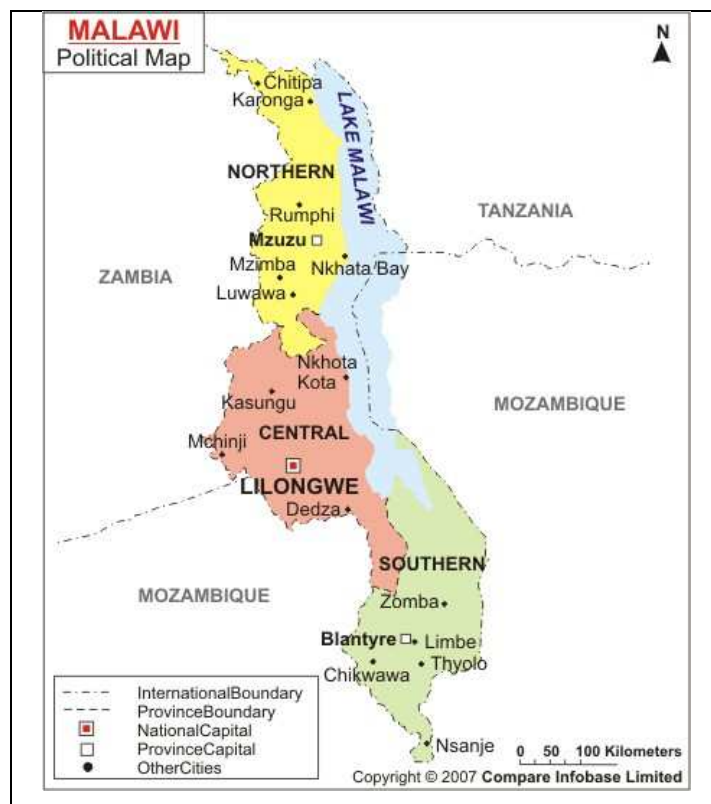 MALAWI
Political Map
N
Chitipa
Karonga
LAKE MALAWI
NORTHERN
Rumphi
TANZANIA
Mzuzu
Nkhata Bay
ZAMBIA
Mzimba
Luwawa
Nkhota
Kota
Kasungu
MOZAMBIQUE
CENTRAL
Mchinji
LILONGWE
Dedza
SOUTHERN
MOZAMBIQUE
Zomba
Blantyre
Limbe
Thyolo
Chikwawa
InternationalBoundary
ProvinceBoundary
NationalCapital
ProvinceCapital
OtherCities
Nsanje
0 50 100 Kilometers
Copyright © 2007 Compare Infobase Limited